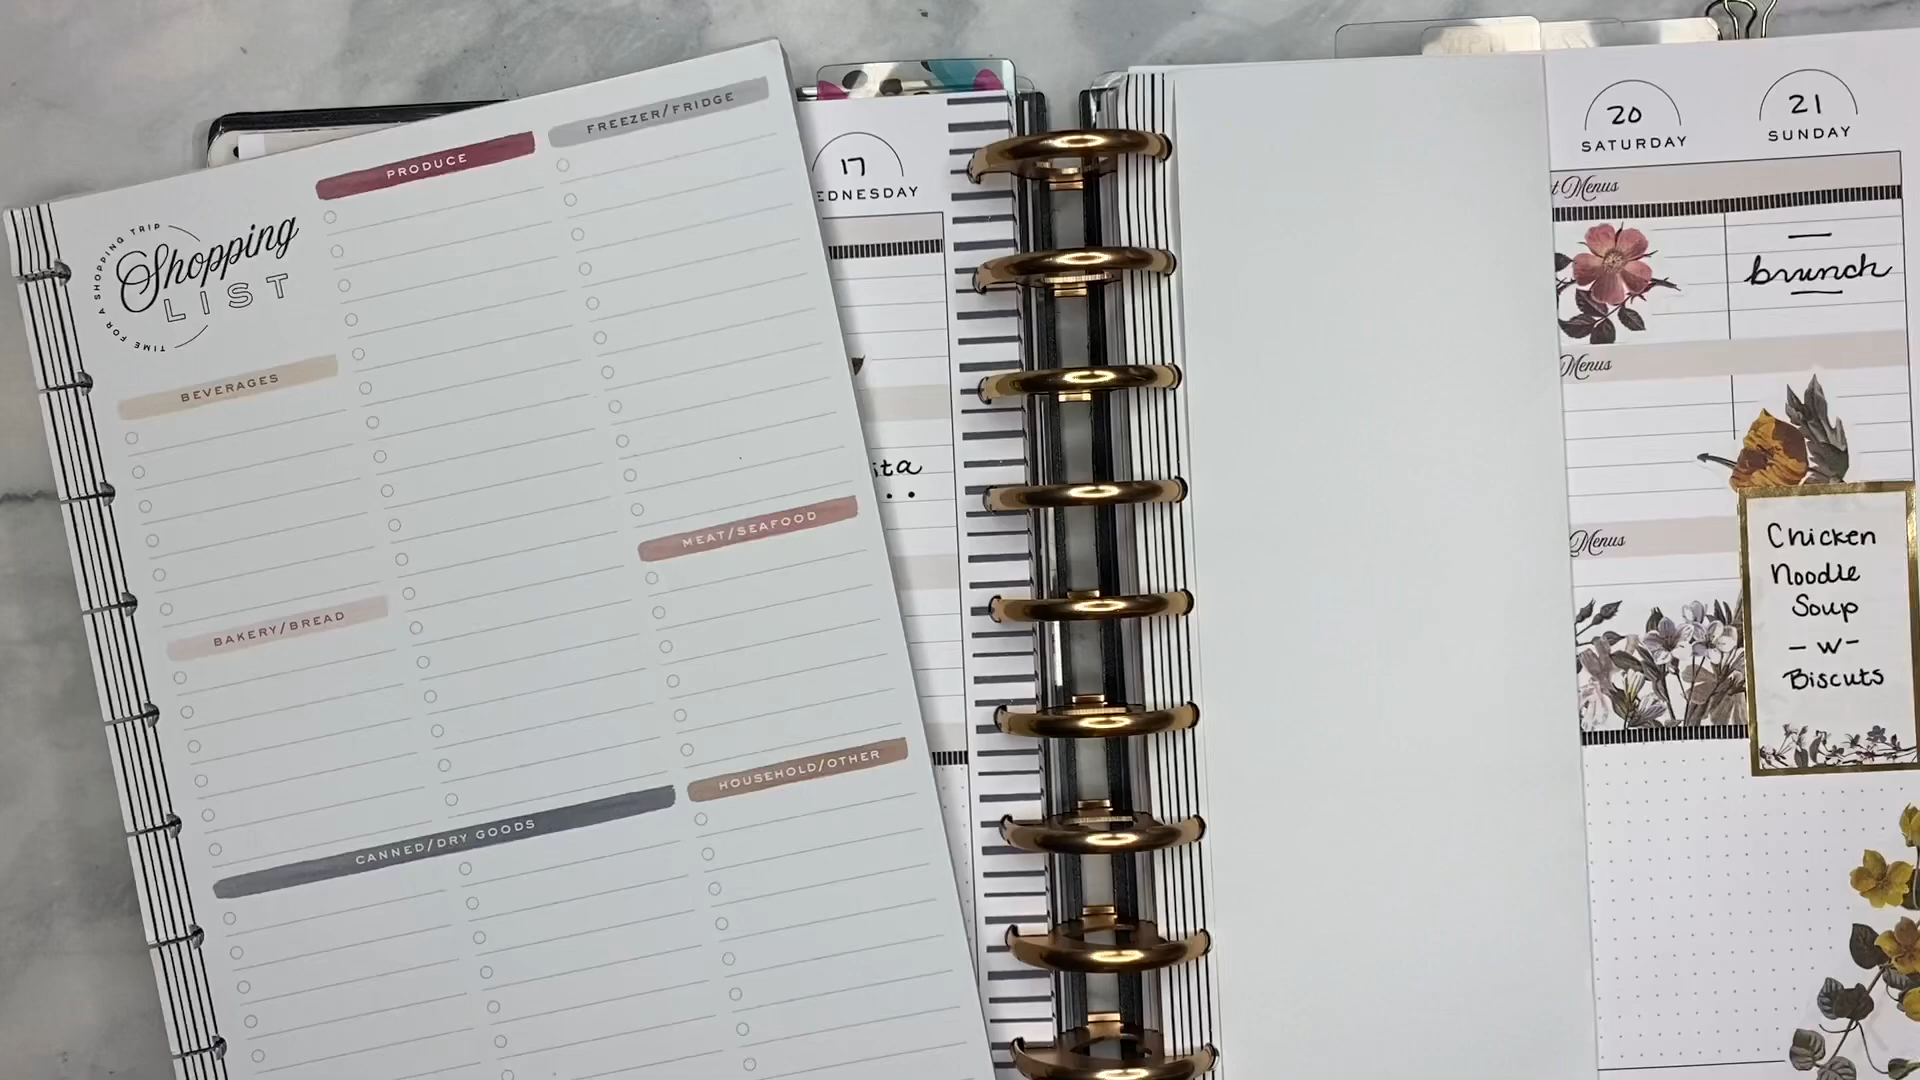 TIME FOR A SHOPPING TRIP
Shopping
LIST
BEVERAGES
BAKERY/BREAD
CANNED/DRY GOODS
PRODUCE
FREEZER/FRIDGE
MEAT/SEAFOOD
HOUSEHOLD/OTHER
17
EDNESDAY
ita
..
20
SATURDAY
21
SUNDAY
t Menus
—
brunch
—
Menus
Menus
Chicken
Noodle
Soup
- w -
Biscuts